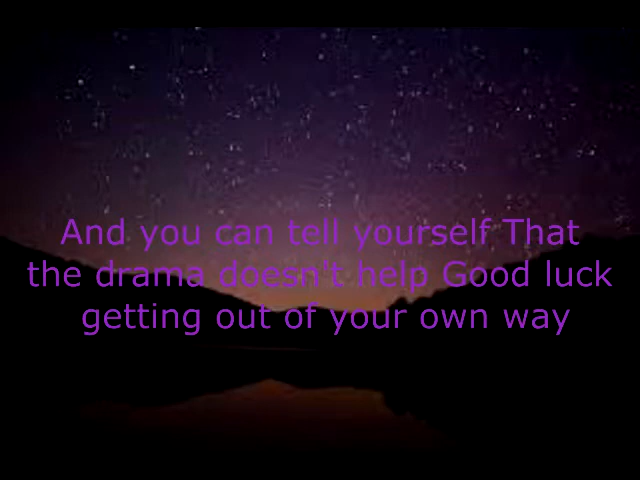 And you can tell yourself That
the drama doesn't help Good luck
getting out of your own way